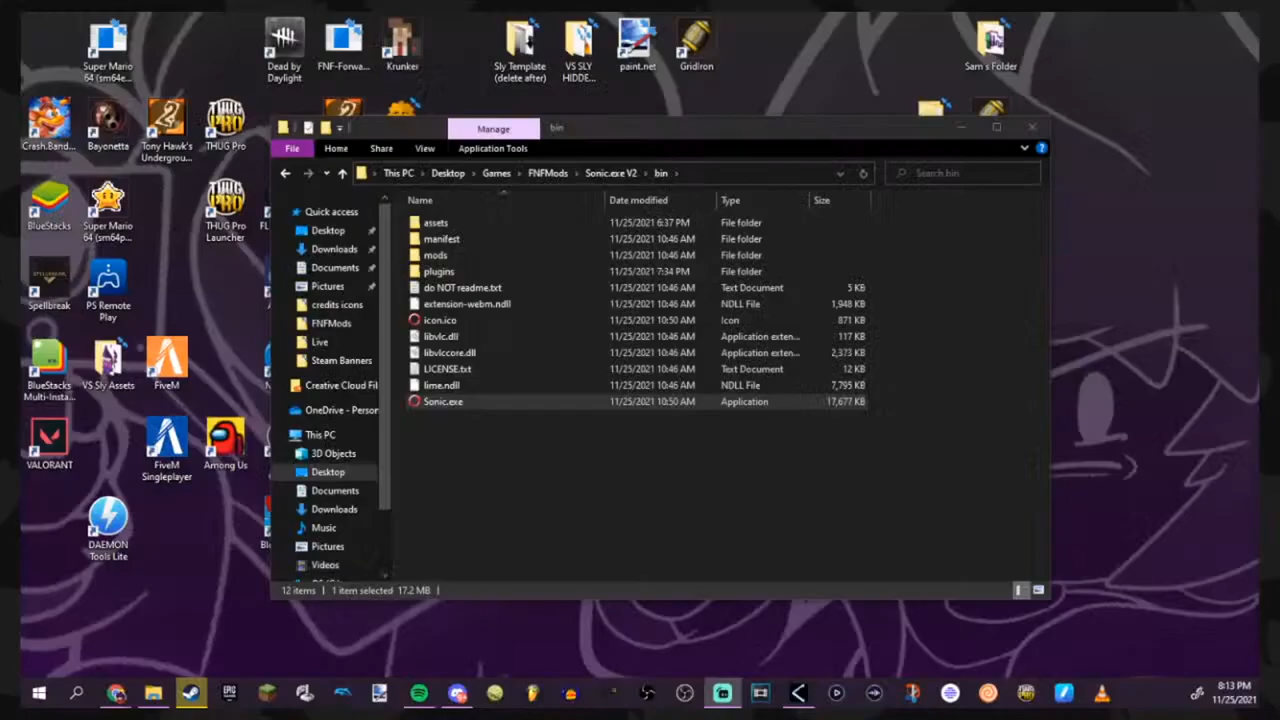 Super Mario
64 (sm64e...
Dead by
Daylight
FNF-Forwa...
Krunker
Sly Template
(delete after)
VS SLY
HIDDE...
paint.net
GridIron
Sam's Folder
Crash.Band...
Bayonetta
Tony Hawk's
Undergrou...
THUG Pro
BlueStacks
Super Mario
64 (sm64p...
THUG Pro
Launcher
Spellbreak
PS Remote
Play
BlueStacks
Multi-Insta...
VS Sly Assets
FiveM
VALORANT
FiveM
Singleplayer
Among Us
DAEMON
Tools Lite
Manage
bin
File
Home
Share
View
Application Tools
This PC
Desktop
Games
FNFMods
Sonic.exe V2
bin
Search bin
Name
Date modified
Type
Size
Quick access
Desktop
Downloads
Documents
Pictures
credits icons
FNFMods
Live
Steam Banners
Creative Cloud Fil
OneDrive - Person
This PC
3D Objects
Desktop
Documents
Downloads
Music
Pictures
Videos
assets 11/25/2021 6:37 PM File folder
manifest 11/25/2021 10:46 AM File folder
mods 11/25/2021 10:46 AM File folder
plugins 11/25/2021 7:34 PM File folder
do NOT readme.txt 11/25/2021 10:46 AM Text Document 5 KB
extension-webm.ndll 11/25/2021 10:46 AM NDLL File 1,948 KB
icon.ico 11/25/2021 10:50 AM Icon 871 KB
libvlc.dll 11/25/2021 10:46 AM Application exten... 117 KB
libvlccore.dll 11/25/2021 10:46 AM Application exten... 2,373 KB
LICENSE.txt 11/25/2021 10:46 AM Text Document 12 KB
lime.ndll 11/25/2021 10:46 AM NDLL File 7,795 KB
Sonic.exe 11/25/2021 10:50 AM Application 17,677 KB
12 items
1 item selected 17.2 MB
8:13 PM
11/25/2021